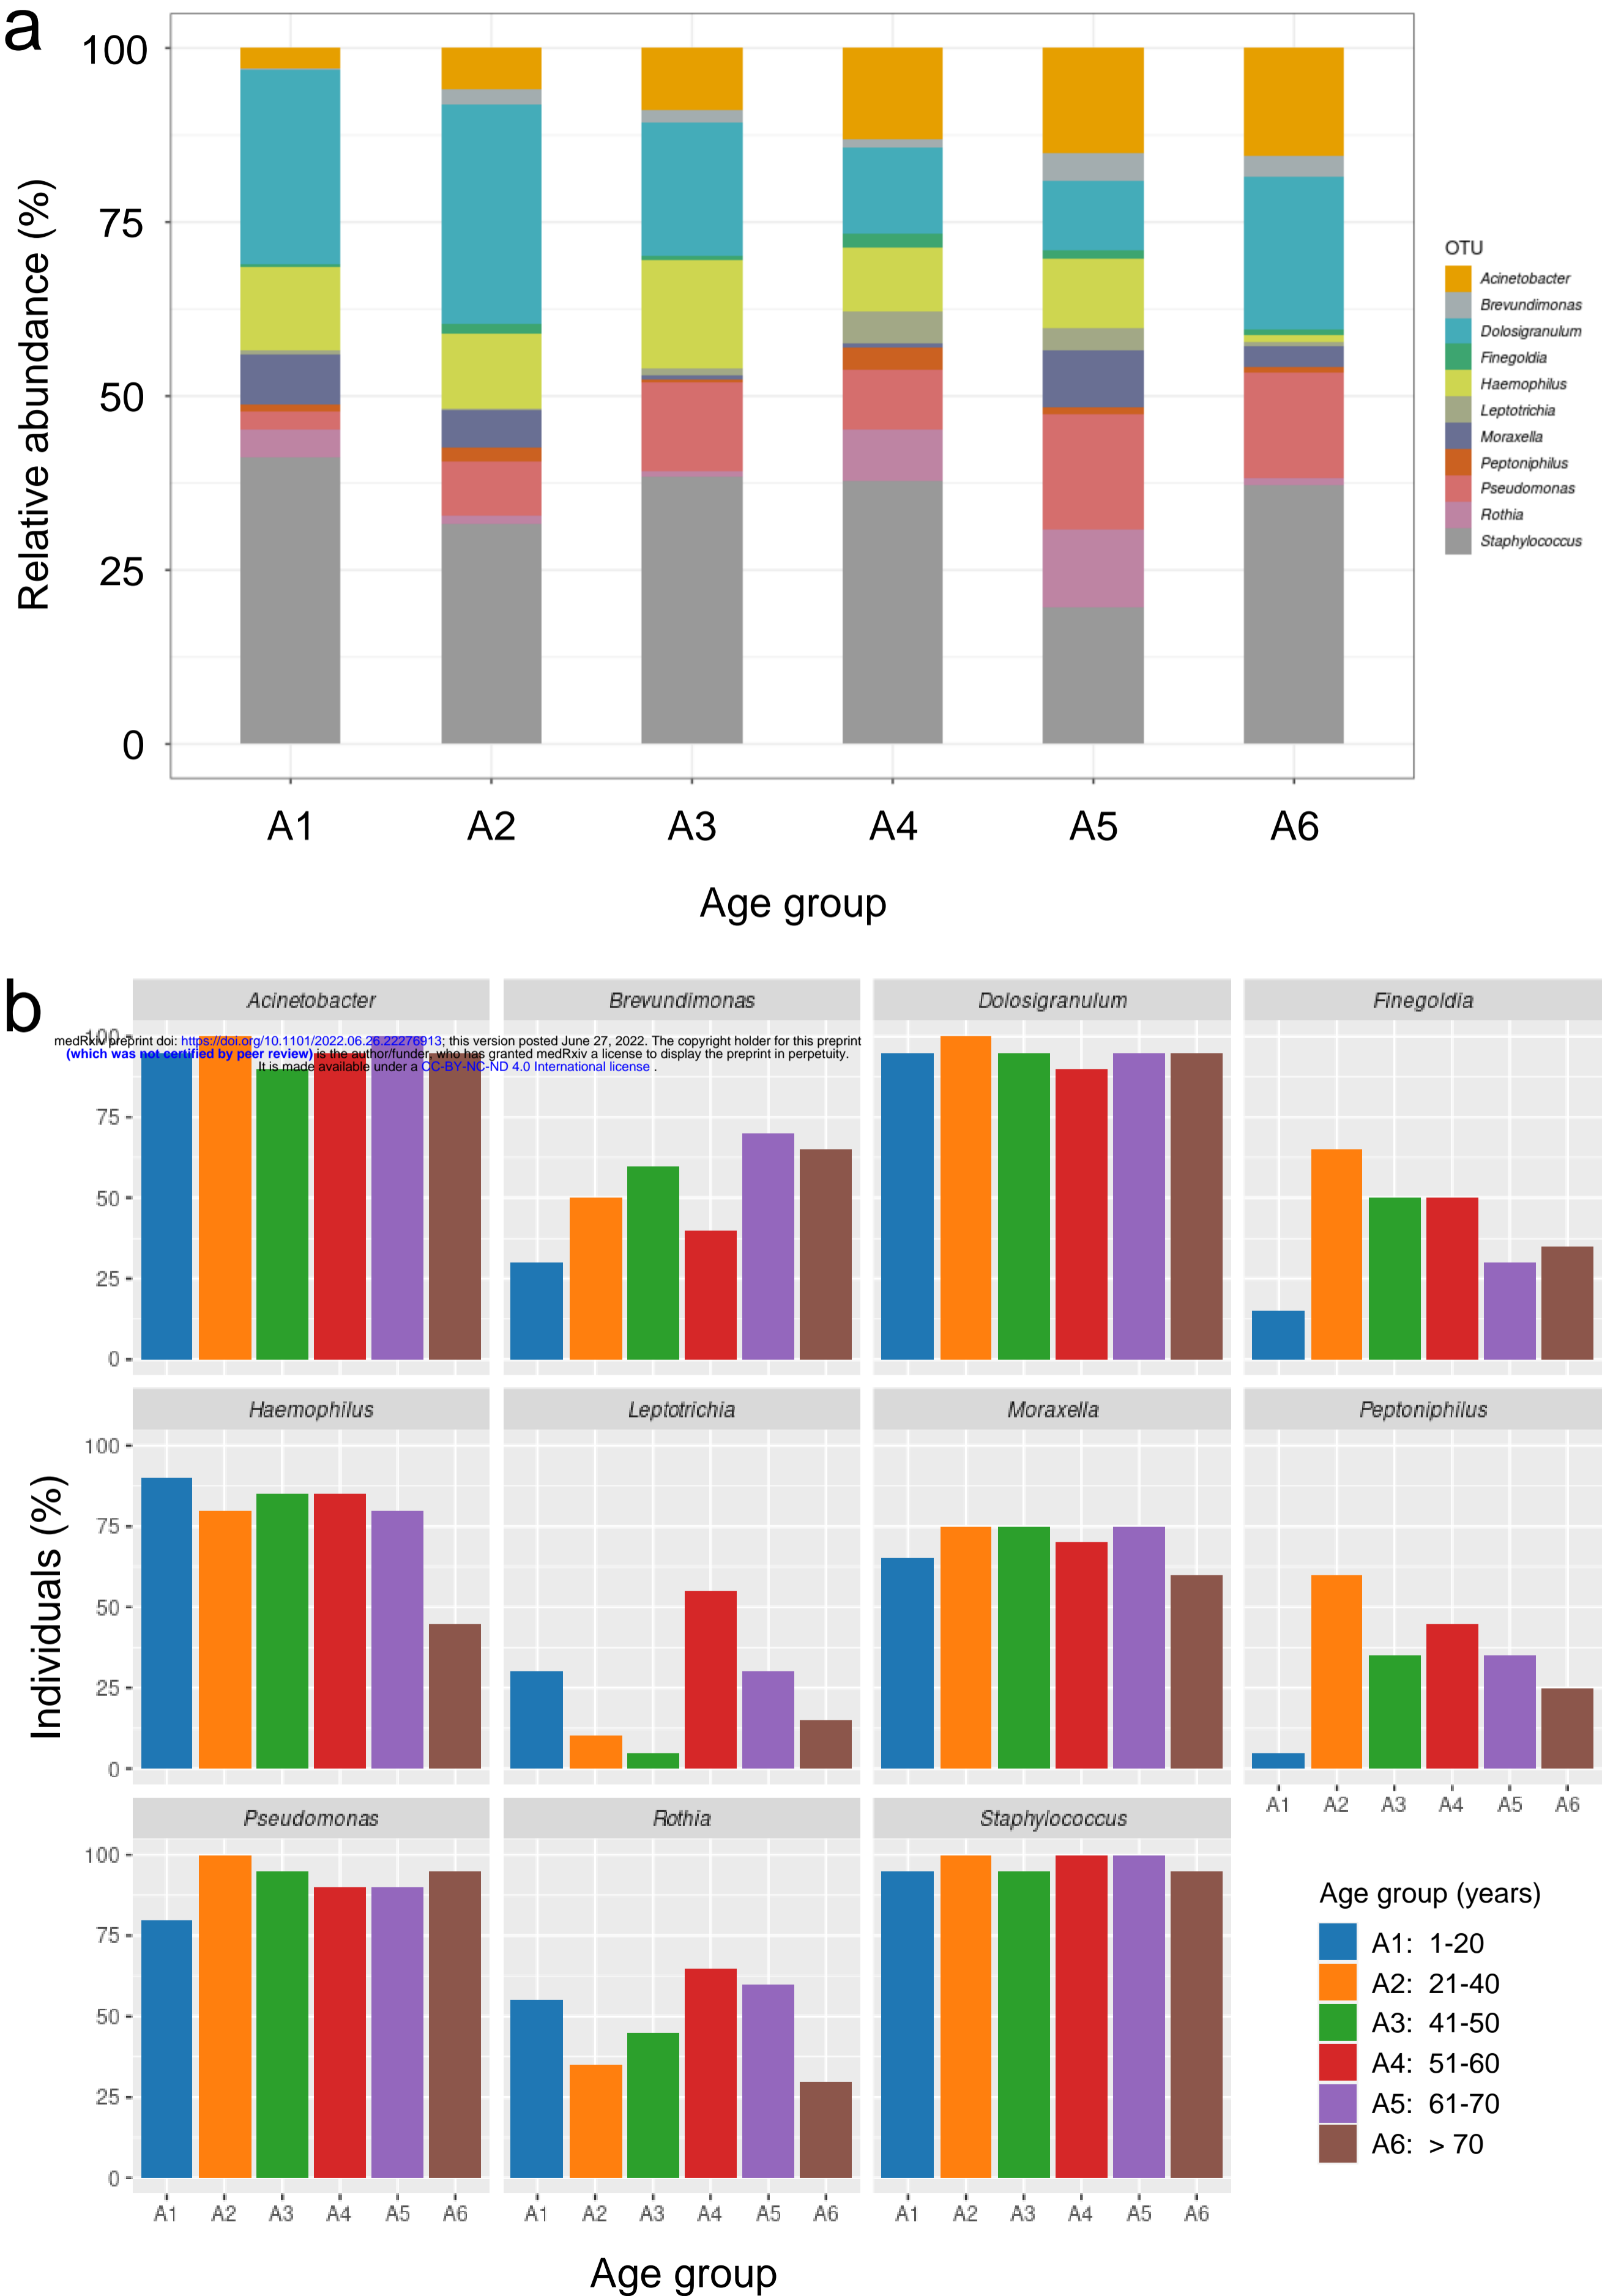 a
100
75
50
25
0
Relative abundance (%)
A1 A2 A3 A4 A5 A6
Age group
OTU
Acinetobacter
Brevundimonas
Dolosigranulum
Finegoldia
Haemophilus
Leptotrichia
Moraxella
Peptoniphilus
Pseudomonas
Rothia
Staphylococcus
b
Acinetobacter Brevundimonas Dolosigranulum Finegoldia
medRxiv preprint doi: https://doi.org/10.1101/2022.06.26.22276913; this version posted June 27, 2022. The copyright holder for this preprint
(which was not certified by peer review) is the author/funder, who has granted medRxiv a license to display the preprint in perpetuity.
It is made available under a CC-BY-NC-ND 4.0 International license .
100
75
50
25
0
Haemophilus Leptotrichia Moraxella Peptoniphilus
100
75
50
25
0
Individuals (%)
A1 A2 A3 A4 A5 A6
Pseudomonas Rothia Staphylococcus
100
75
50
25
0
A1 A2 A3 A4 A5 A6 A1 A2 A3 A4 A5 A6 A1 A2 A3 A4 A5 A6
Age group
Age group (years)
A1: 1-20
A2: 21-40
A3: 41-50
A4: 51-60
A5: 61-70
A6: > 70